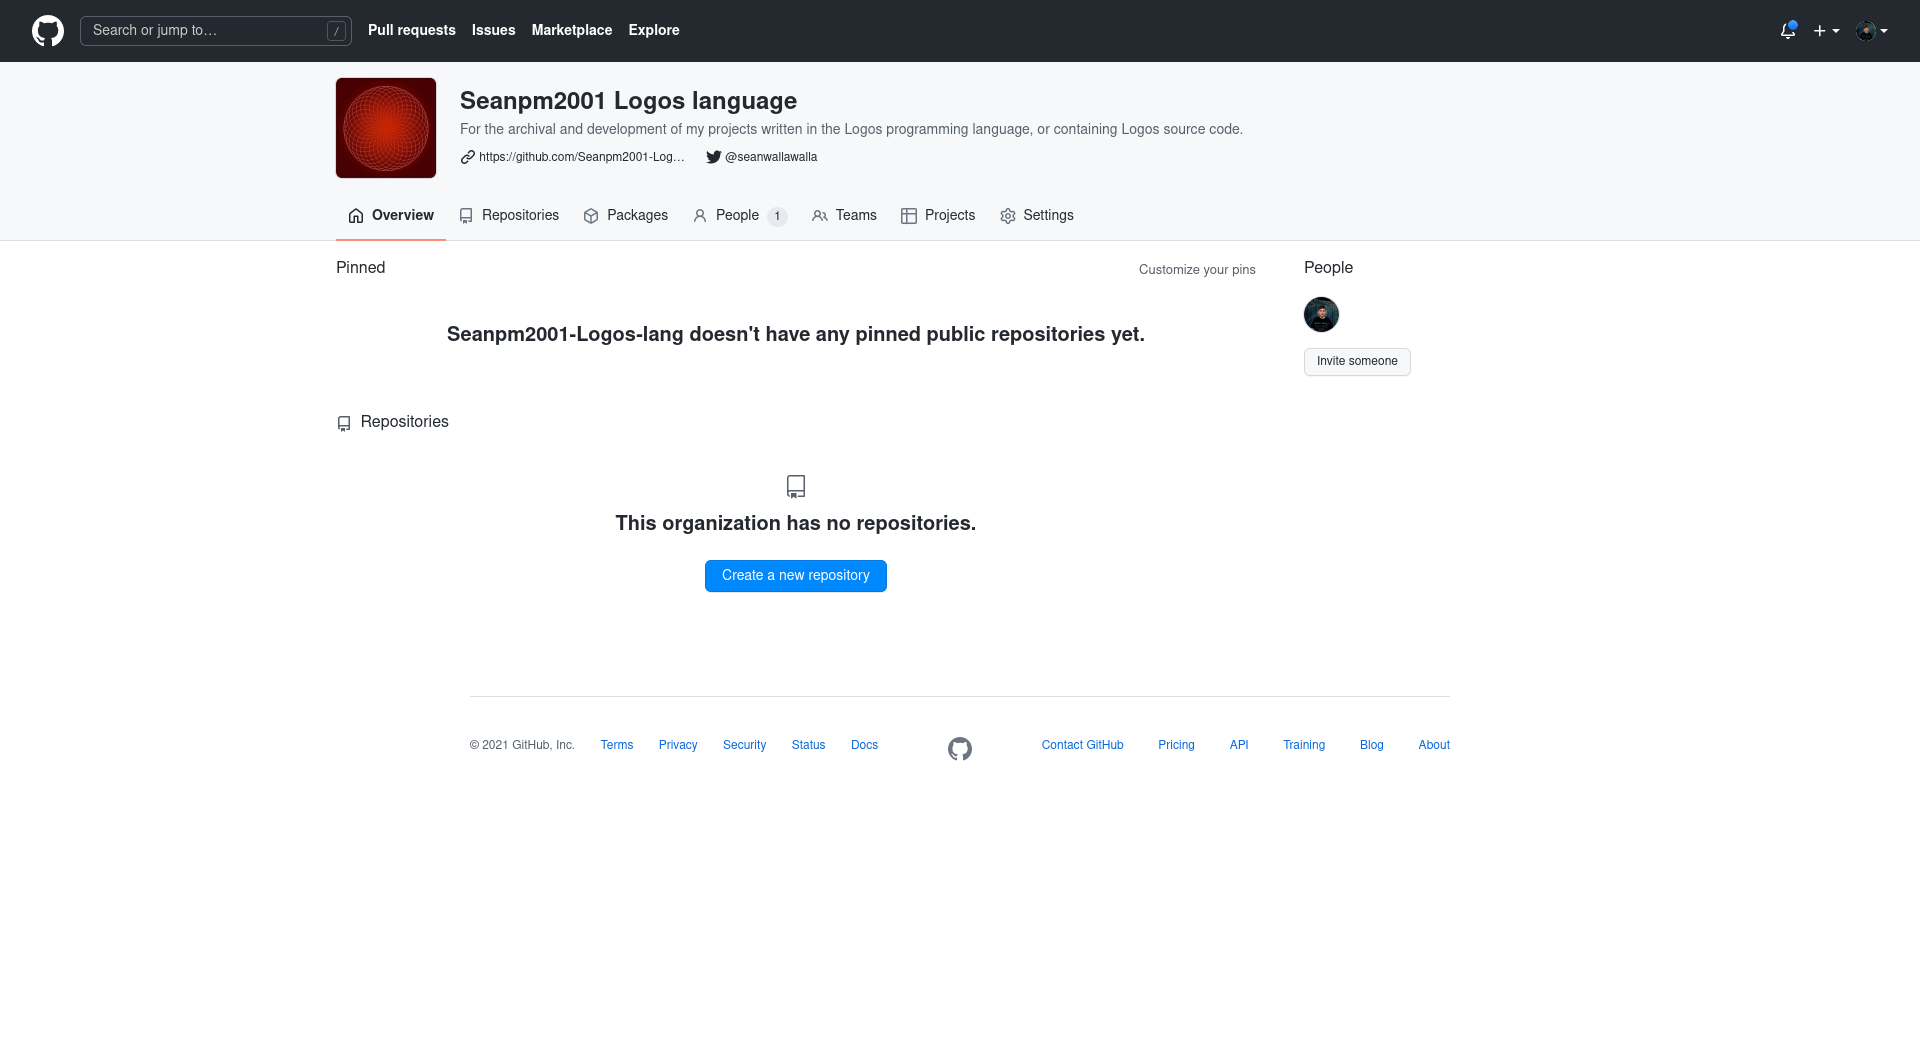 Search or jump to… /
Pull requests Issues Marketplace Explore
Seanpm2001 Logos language
For the archival and development of my projects written in the Logos programming language, or containing Logos source code.
https://github.com/Seanpm2001-Log… @seanwallawalla
Overview Repositories Packages People 1 Teams Projects Settings
Pinned
Customize your pins
People
Seanpm2001-Logos-lang doesn't have any pinned public repositories yet.
Invite someone
Repositories
This organization has no repositories.
Create a new repository
© 2021 GitHub, Inc. Terms Privacy Security Status Docs Contact GitHub Pricing API Training Blog About